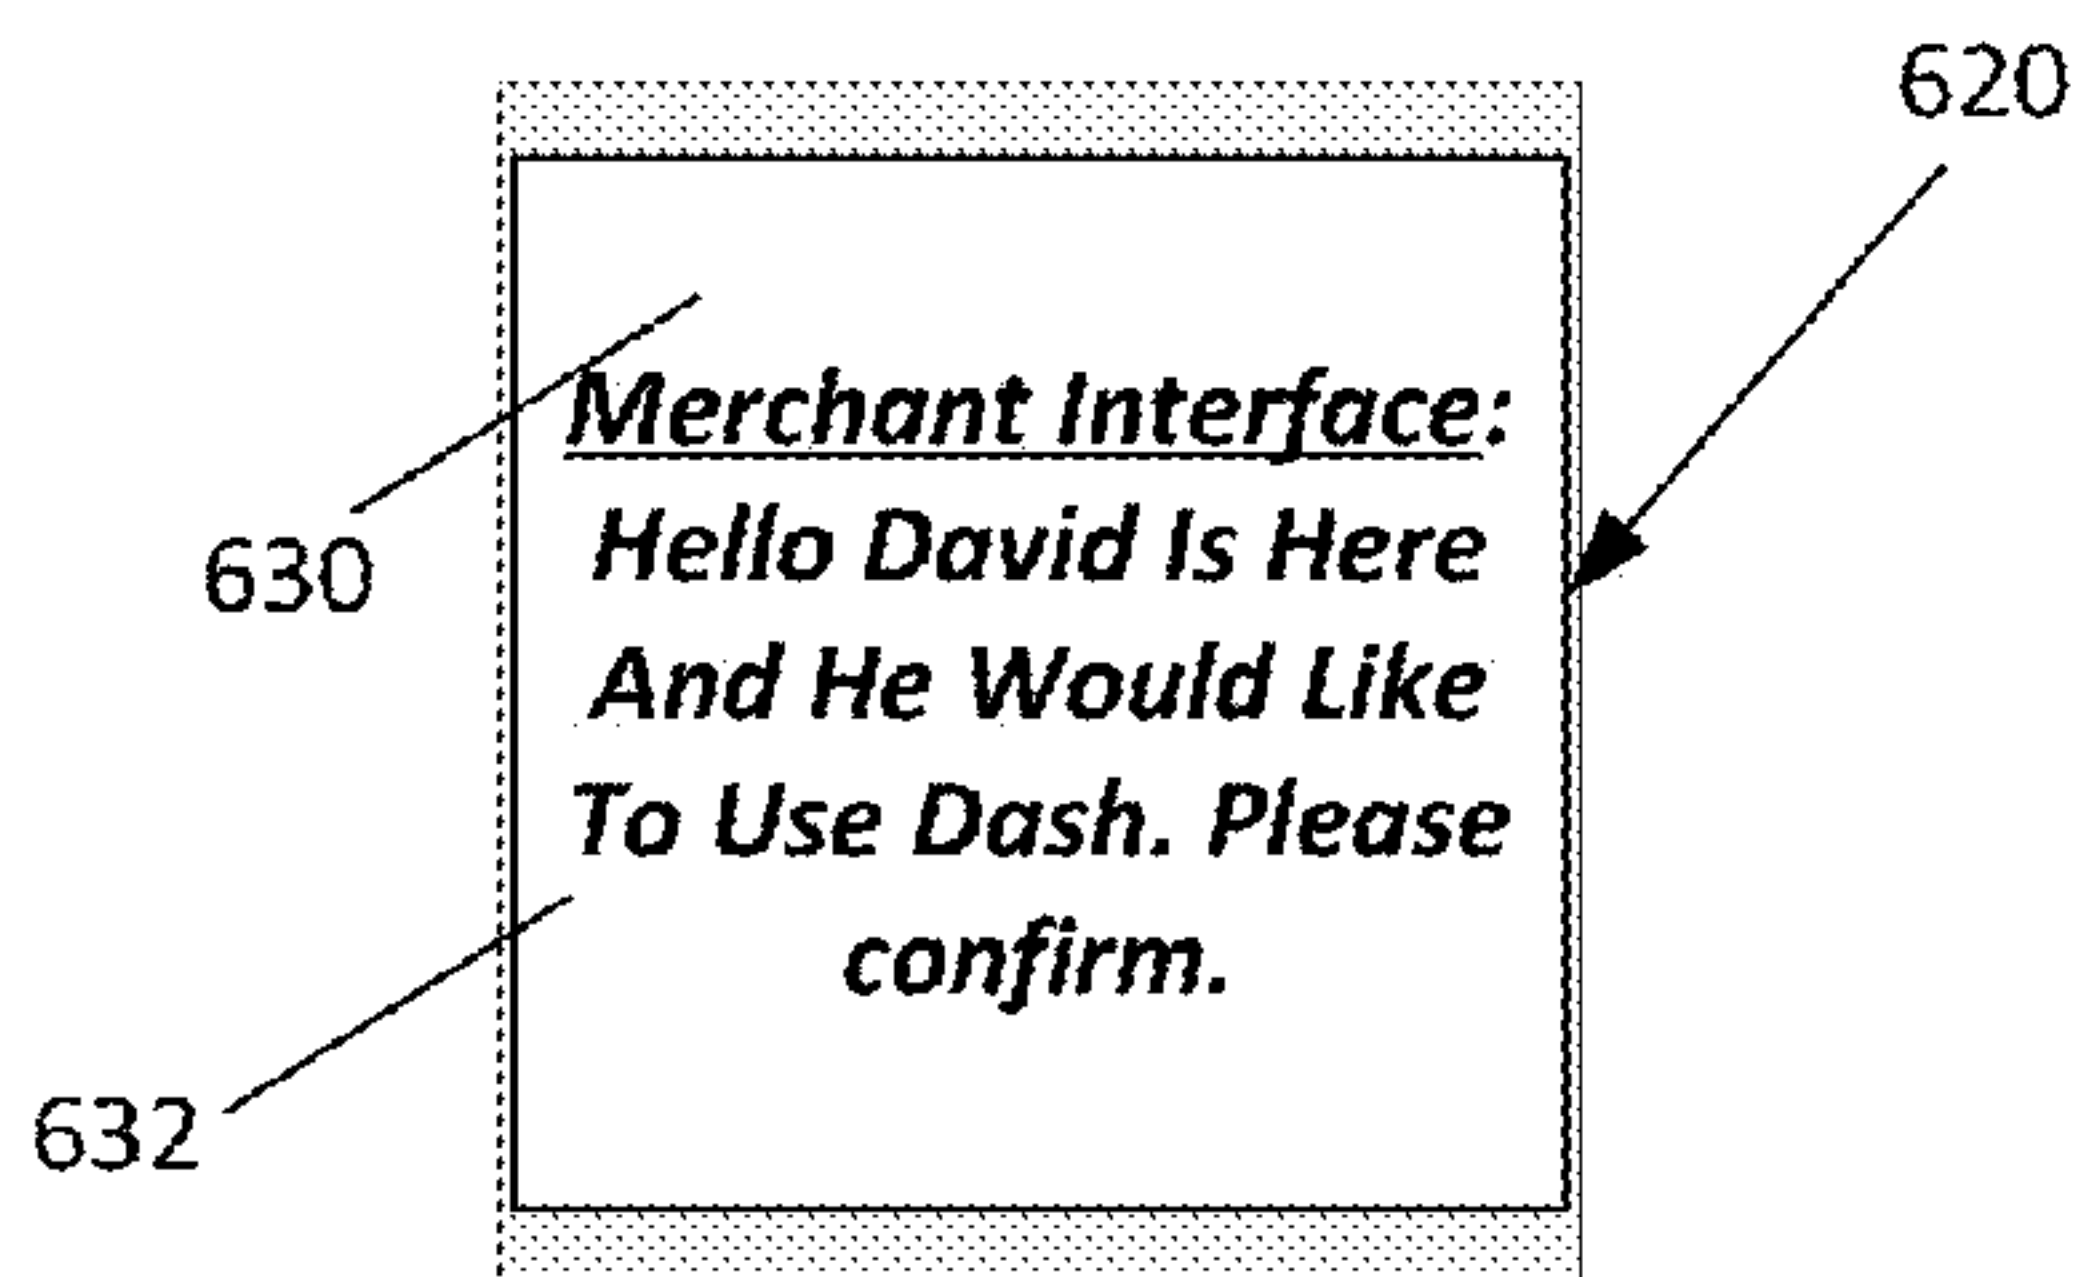 620
Merchant Interface:
Hello David Is Here
630
And He Would Like
To Use Dash. Please
confirm.
632